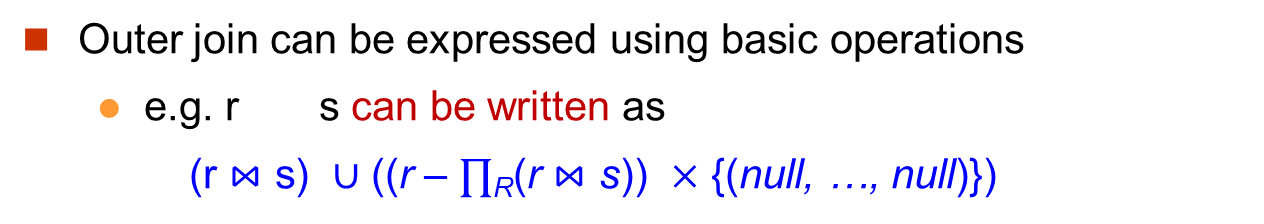 Outer join can be expressed using basic operations
e.g. r s can be written as
(r ⋈ s) ∪ ((r – ∏R(r ⋈ s)) × {(null, …, null)})